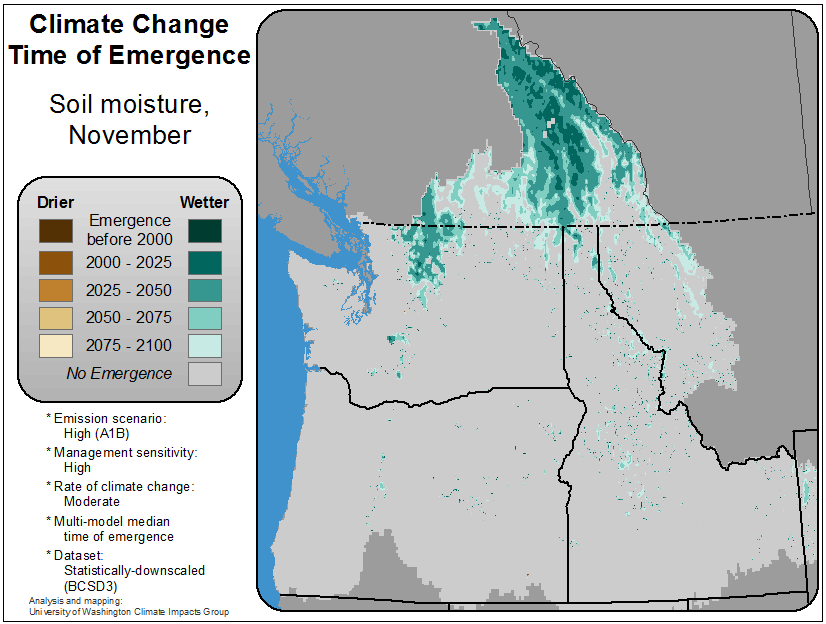 Climate Change
Time of Emergence
Soil moisture,
November
Drier
Wetter
Emergence
before 2000
2000 - 2025
2025 - 2050
2050 - 2075
2075 - 2100
No Emergence
* Emission scenario:
High (A1B)
* Management sensitivity:
High
* Rate of climate change:
Moderate
* Multi-model median
time of emergence
* Dataset:
Statistically-downscaled
(BCSD3)
Analysis and mapping:
University of Washington Climate Impacts Group